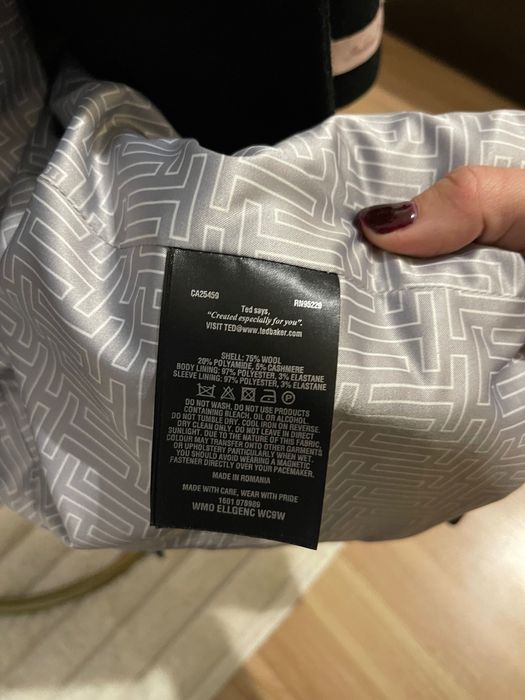 CA25459 RN95229
Ted says,
"Created especially for you".
VISIT TED@www.tedbaker.com
SHELL: 75% WOOL
20% POLYAMIDE, 5% CASHMERE
BODY LINING: 97% POLYESTER, 3% ELASTANE
SLEEVE LINING: 97% POLYESTER, 3% ELASTANE
DO NOT WASH, DO NOT USE PRODUCTS
CONTAINING BLEACH, OIL OR ALCOHOL.
DO NOT TUMBLE DRY. COOL IRON ON REVERSE.
DRY CLEAN ONLY. DO NOT LEAVE IN DIRECT
SUNLIGHT. DUE TO THE NATURE OF THIS FABRIC,
COLOUR MAY TRANSFER ONTO OTHER GARMENTS
OR UPHOLSTERY PARTICULARLY WHEN WET.
YOU SHOULD AVOID WEARING A MAGNETIC
FASTENER DIRECTLY OVER YOUR PACEMAKER.
MADE IN ROMANIA
MADE WITH CARE, WEAR WITH PRIDE
1601 979989
WMO ELLGENC WC9W